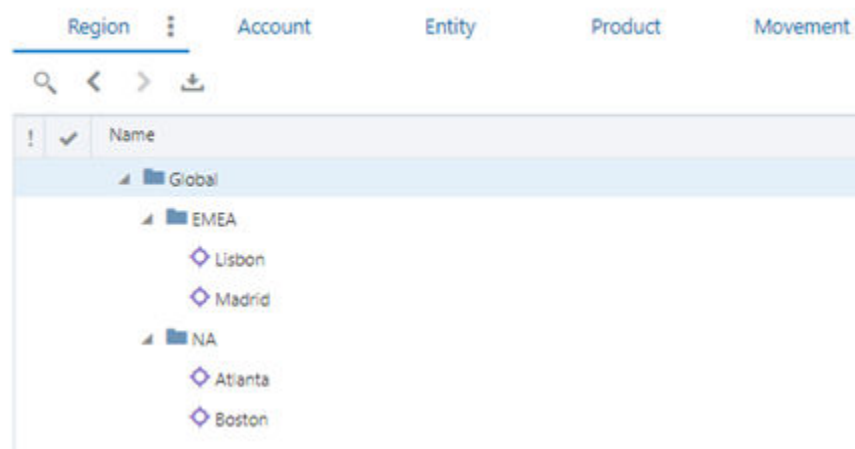 Region Account Entity Product Movement
! Name
Global
EMEA
Lisbon
Madrid
NA
Atlanta
Boston